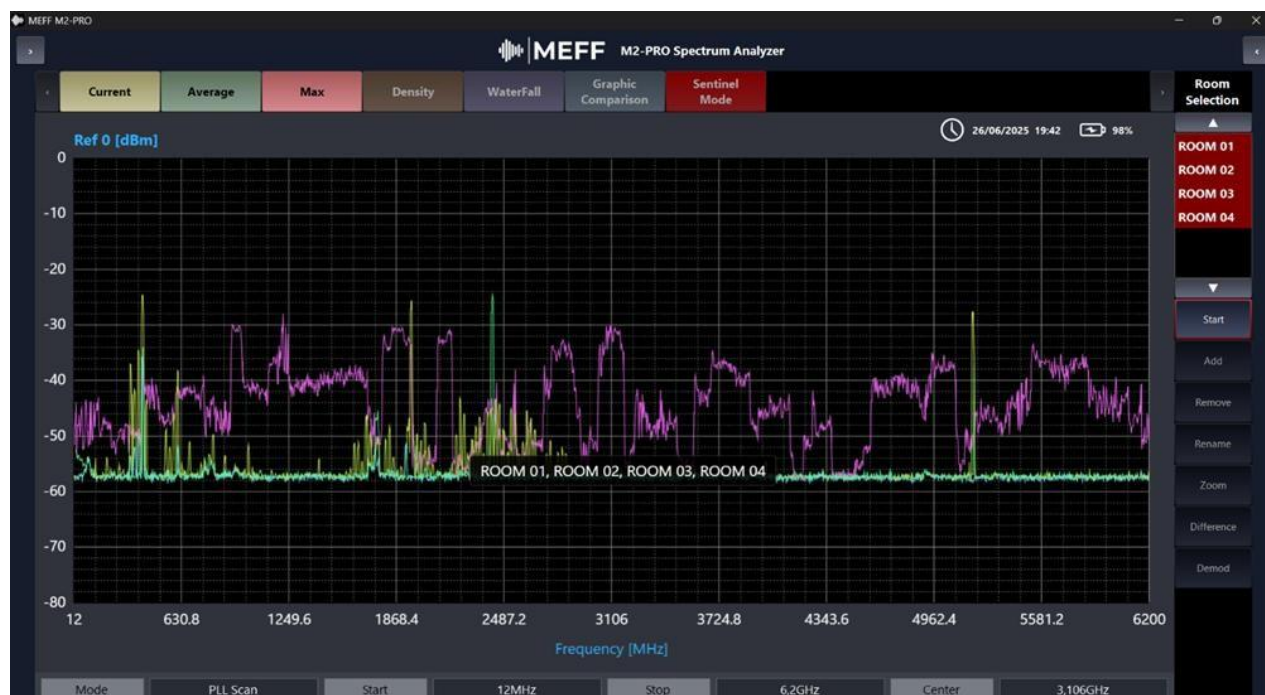 MEFF M2-PRO
MEFF M2-PRO Spectrum Analyzer
Current Average Max Density WaterFall Graphic Comparison Sentinel Mode
Room Selection
Ref 0 [dBm]
26/06/2025 19:42 98%
ROOM 01
ROOM 02
ROOM 03
ROOM 04
0
-10
-20
-30
-40
-50
-60
-70
-80
ROOM 01, ROOM 02, ROOM 03, ROOM 04
12 630.8 1249.6 1868.4 2487.2 3106 3724.8 4343.6 4962.4 5581.2 6200
Frequency [MHz]
Start
Add
Remove
Rename
Zoom
Difference
Demod
Mode PLL Scan Start 12MHz Stop 6,2GHz Center 3,106GHz